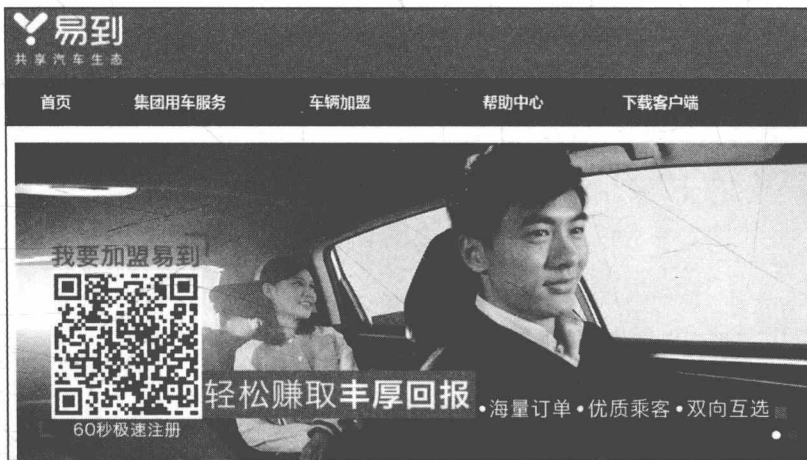 易到
共享汽车生态
首页 集团用车服务 车辆加盟 帮助中心 下载客户端
我要加盟易到
60秒极速注册
轻松赚取丰厚回报
•海量订单•优质乘客•双向互选